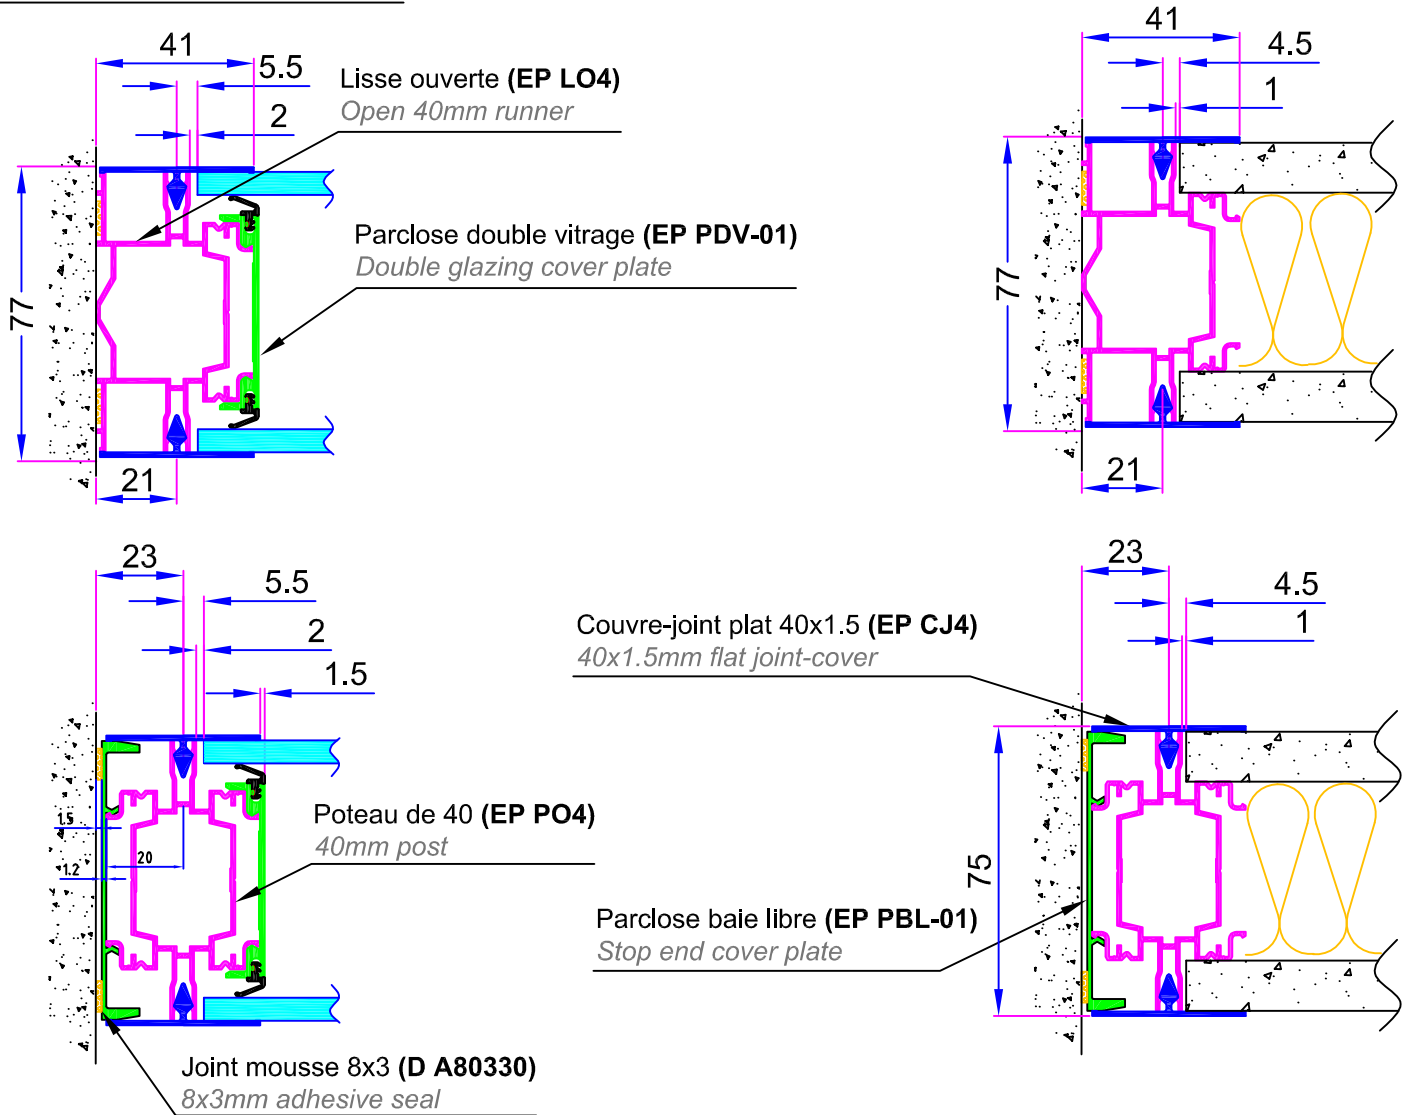 41
5.5
2
Lisse ouverte (EP LO4)
Open 40mm runner
Parclose double vitrage (EP PDV-01)
Double glazing cover plate
77
21
41
4.5
1
77
21
23
5.5
2
1.5
1.5
1.2
20
Poteau de 40 (EP PO4)
40mm post
Joint mousse 8x3 (D A80330)
8x3mm adhesive seal
Couvre-joint plat 40x1.5 (EP CJ4)
40x1.5mm flat joint-cover
23
4.5
1
75
Parclose baie libre (EP PBL-01)
Stop end cover plate